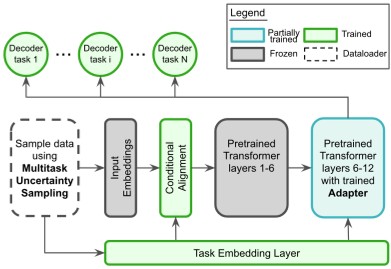 Legend
Partially
trained
Trained
Frozen
Dataloader
Decoder
task 1
...
Decoder
task i
...
Decoder
task N
Sample data
using
Multitask
Uncertainty
Sampling
Input
Embeddings
Conditional
Alignment
Pretrained
Transformer
layers 1-6
Pretrained
Transformer
layers 6-12
with trained
Adapter
Task Embedding Layer